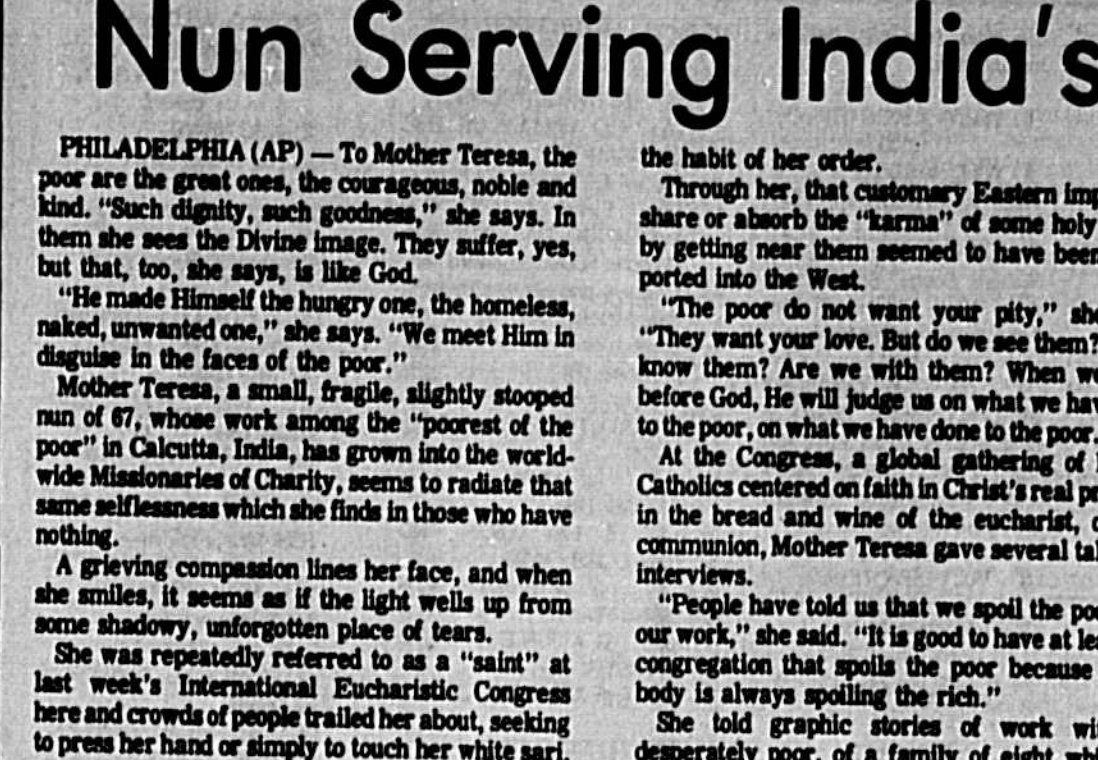 Nun Serving India's
PHILADELPHIA (AP) — To Mother Teresa, the
poor are the great ones, the courageous, noble and
kind. “Such dignity, such goodness,” she says. In
them she sees the Divine image. They suffer, yes,
but that, too, she says, is like God.
“He made Himself the hungry one, the homeless,
naked, unwanted one,” she says. “We meet Him in
disguise in the faces of the poor.”
Mother Teresa, a small, fragile, slightly stooped
nun of 67, whose work among the “poorest of the
poor” in Calcutta, India, has grown into the world-
wide Missionaries of Charity, seems to radiate that
same selflessness which she finds in those who have
nothing.
A grieving compassion lines her face, and when
she smiles, it seems as if the light wells up from
some shadowy, unforgotten place of tears.
She was repeatedly referred to as a “saint” at
last week's International Eucharistic Congress
here and crowds of people trailed her about, seeking
to press her hand or simply to touch her white sari,
the habit of her order.
Through her, that customary Eastern
share or absorb the “karma” of some holy
by getting near them seemed to have been
ported into the West.
“The poor do not want your pity,” she
“They want your love. But do we see them?
know them? Are we with them? When we
before God, He will judge us on what we
to the poor, on what we have done to the poor.
At the Congress, a global gathering of
Catholics centered on faith in Christ's real
in the bread and wine of the eucharist,
communion, Mother Teresa gave several
interviews.
“People have told us that we spoil the
our work,” she said. “It is good to have at
congregation that spoils the poor because
body is always spoiling the rich.”
She told graphic stories of work
desperately poor, of a family of eight